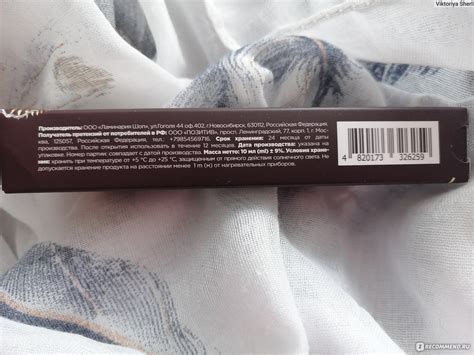 Viktoriya Sherl
Производитель: ООО «Ламинария Шоп», ул.Гоголя 44 оф.402, г.Новосибирск, 630112, Российская Федерация.
Получатель претензий от потребителей в РФ: ООО «ПОЗИТИВ», просп. Ленинградский, 77, корп 1. г. Мос-
ква, 125057, Российская Федерация, тел. +79854569716. Срок хранения: 24 месяца от даты
производства. После открытия использовать в течение 12 месяцев. Дата производства: указана на
упаковке. Номер партии: совпадает с датой производства. Масса нетто: 10 мл (ml) ± 9%. Условия хране-
ния: хранить при температуре от +5 °С до +25 °С, защищенным от прямого действия солнечного света. Не
допускается хранение продукта на расстоянии менее 1 m (м) от нагревательных приборов.
4 820173 326259
RECOMMEND.RU